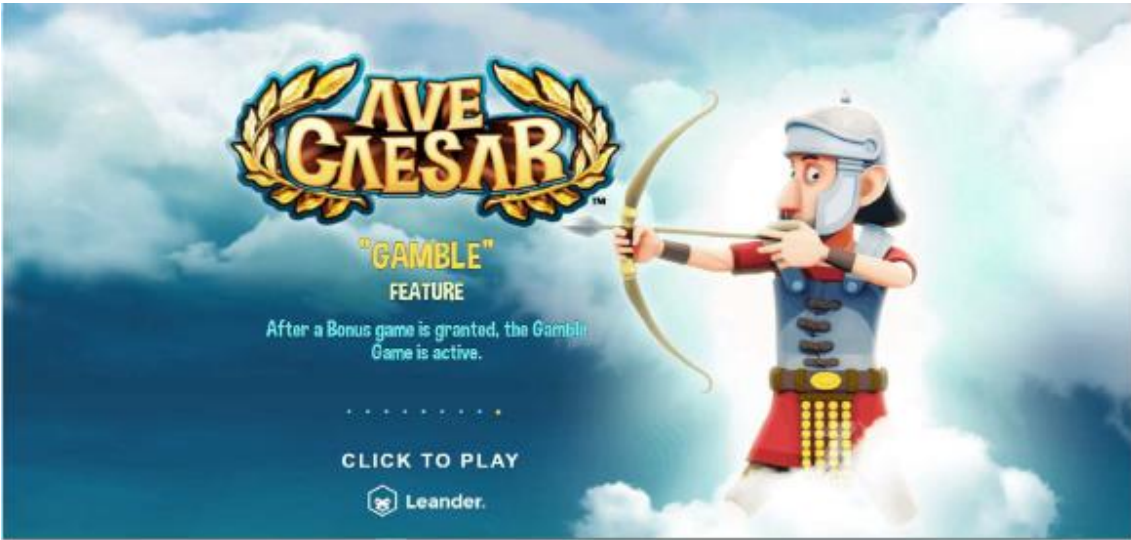 AVE
CAESAR
TM
"GAMBLE"
FEATURE
After a Bonus game is granted, the Gamble
Game is active.
CLICK TO PLAY
Leander.